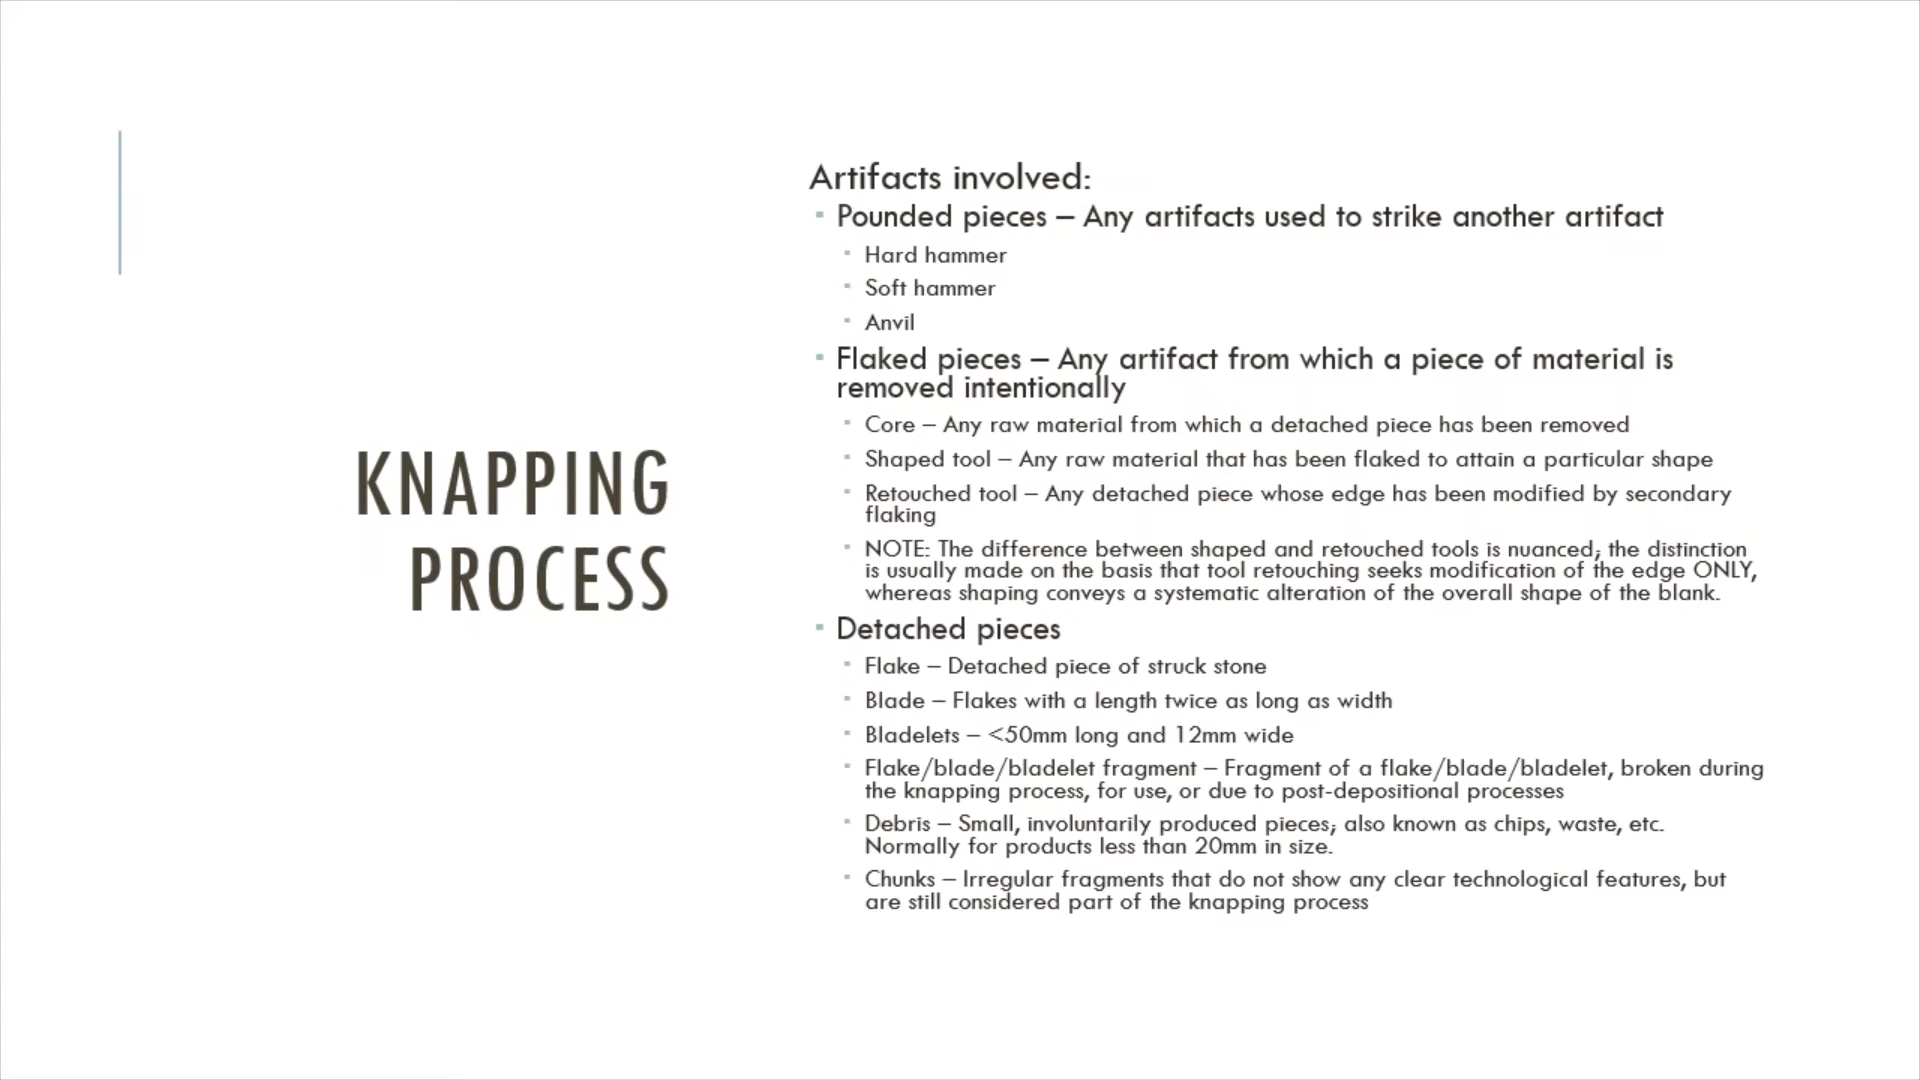 KNAPPING
PROCESS
Artifacts involved:
Pounded pieces – Any artifacts used to strike another artifact
Hard hammer
Soft hammer
Anvil
Flaked pieces – Any artifact from which a piece of material is
removed intentionally
Core – Any raw material from which a detached piece has been removed
Shaped tool – Any raw material that has been flaked to attain a particular shape
Retouched tool – Any detached piece whose edge has been modified by secondary
flaking
NOTE: The difference between shaped and retouched tools is nuanced; the distinction
is usually made on the basis that tool retouching seeks modification of the edge ONLY,
whereas shaping conveys a systematic alteration of the overall shape of the blank.
Detached pieces
Flake – Detached piece of struck stone
Blade – Flakes with a length twice as long as width
Bladelets – <50mm long and 12mm wide
Flake/blade/bladelet fragment – Fragment of a flake/blade/bladelet, broken during
the knapping process, for use, or due to post-depositional processes
Debris – Small, involuntarily produced pieces; also known as chips, waste, etc.
Normally for products less than 20mm in size.
Chunks – Irregular fragments that do not show any clear technological features, but
are still considered part of the knapping process